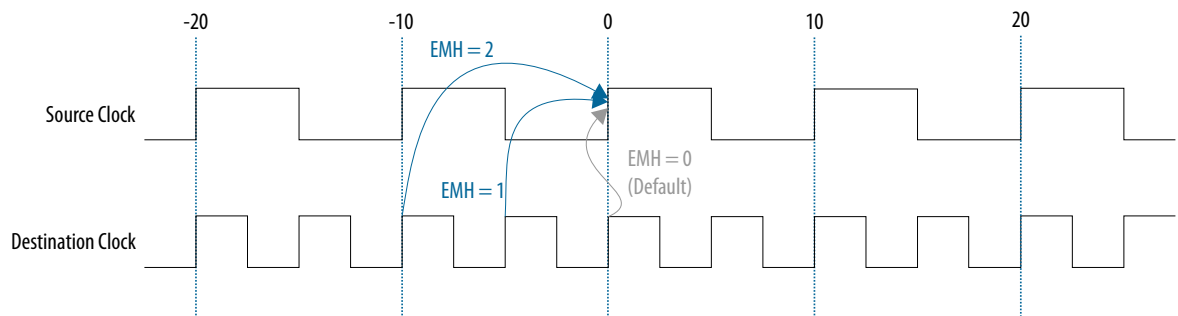 -20 -10 0 10 20
EMH = 2
Source Clock
EMH = 0
(Default)
EMH = 1
Destination Clock